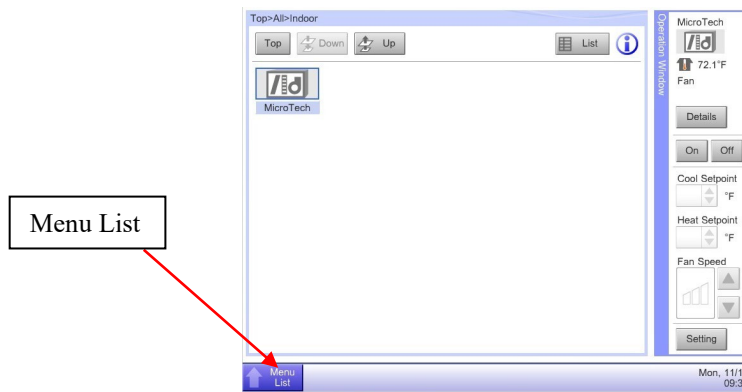 Top>All>Indoor
Top
Down
Up
List
MicroTech
Operation Window
MicroTech
72.1°F
Fan
Details
On
Off
Cool Setpoint
°F
Heat Setpoint
°F
Fan Speed
Setting
Menu List
Menu
List
Mon, 11/1
09:3